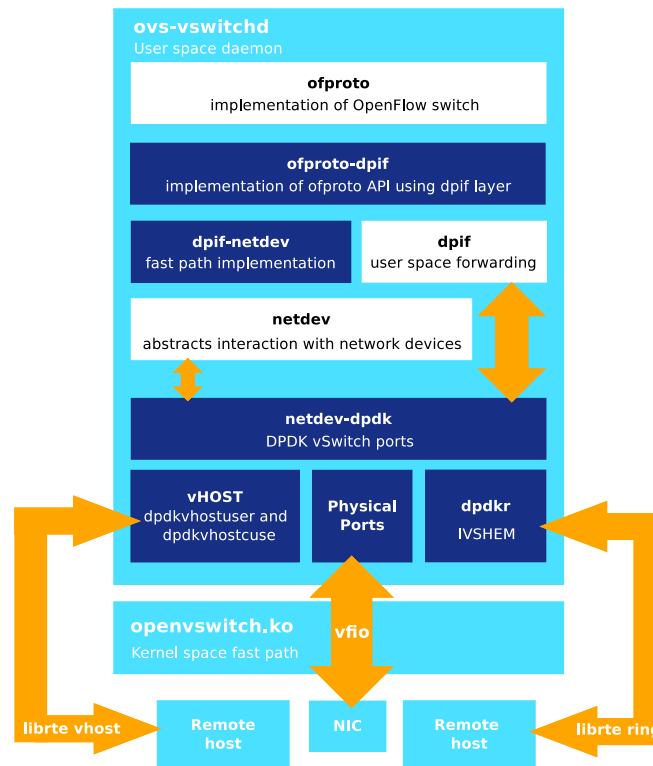 ovs-vswitchd
User space daemon
ofproto
implementation of OpenFlow switch
ofproto-dpif
implementation of ofproto API using dpif layer
dpif-netdev
fast path implementation
dpif
user space forwarding
netdev
abstracts interaction with network devices
netdev-dpdk
DPDK vSwitch ports
vHOST
dpdkvhostuser and
dpdkvhostcuse
Physical
Ports
dpdkr
IVSHEM
openvswitch.ko
Kernel space fast path
vfio
librte vhost
Remote
host
NIC
Remote
host
librte ring